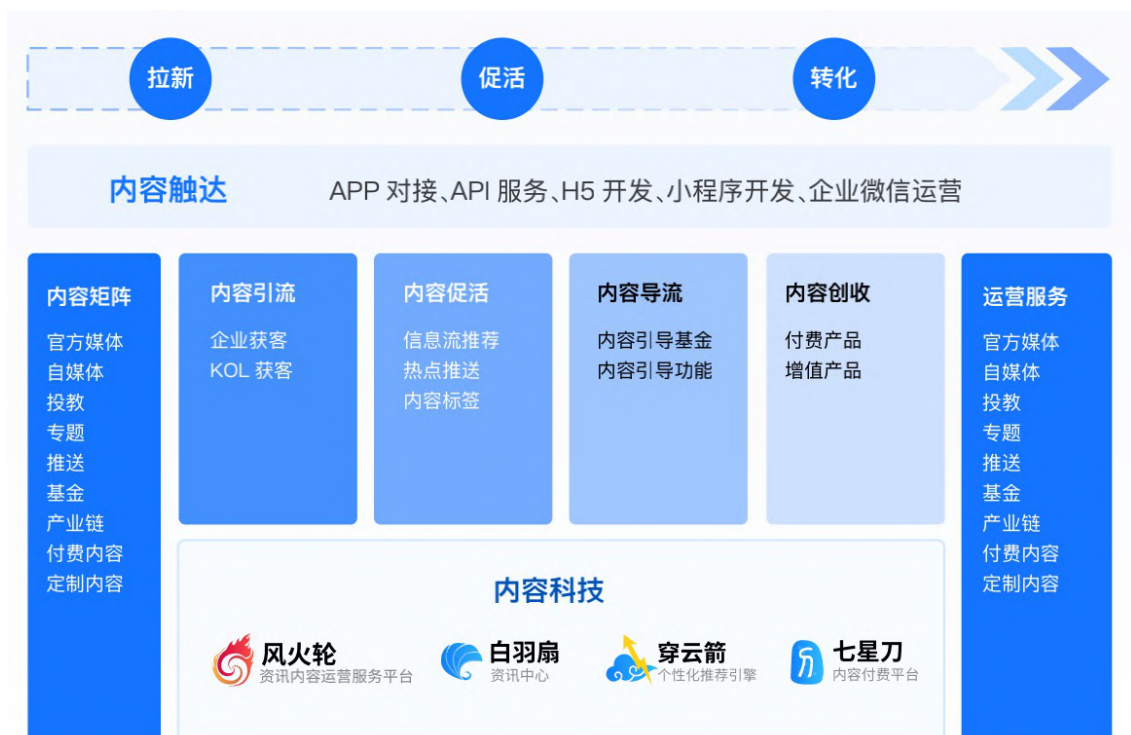 拉新
促活
转化
内容触达
APP 对接、API 服务、H5 开发、小程序开发、企业微信运营
内容矩阵
官方媒体
自媒体
投教
专题
推送
基金
产业链
付费内容
定制内容
内容引流
企业获客
KOL 获客
内容促活
信息流推荐
热点推送
内容标签
内容导流
内容引导基金
内容引导功能
内容创收
付费产品
增值产品
运营服务
官方媒体
自媒体
投教
专题
推送
基金
产业链
付费内容
定制内容
内容科技
风火轮
资讯内容运营服务平台
白羽扇
资讯中心
穿云箭
个性化推荐引擎
七星刀
内容付费平台